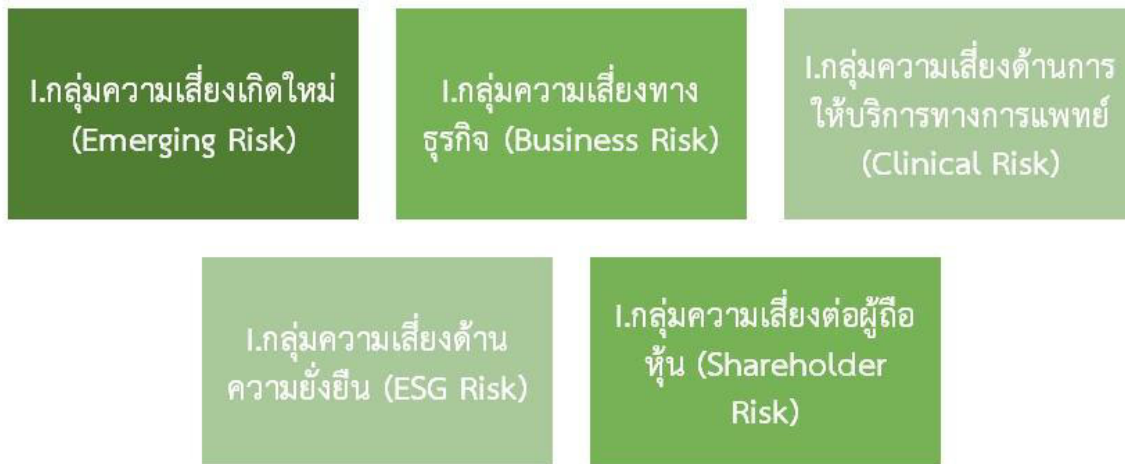 I.กลุ่มความเสี่ยงเกิดใหม่
(Emerging Risk)
I.กลุ่มความเสี่ยงทาง
ธุรกิจ (Business Risk)
I.กลุ่มความเสี่ยงด้านการ
ให้บริการทางการแพทย์
(Clinical Risk)
I.กลุ่มความเสี่ยงด้าน
ความยั่งยืน (ESG Risk)
I.กลุ่มความเสี่ยงต่อผู้ถือ
หุ้น (Shareholder
Risk)